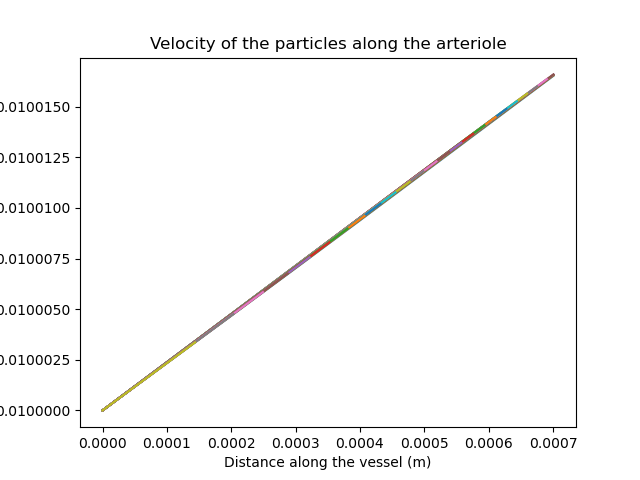 Velocity of the particles along the arteriole
0.0100150
0.0100125
0.0100100
0.0100075
0.0100050
0.0100025
0.0100000
0.0000 0.0001 0.0002 0.0003 0.0004 0.0005 0.0006 0.0007
Distance along the vessel (m)